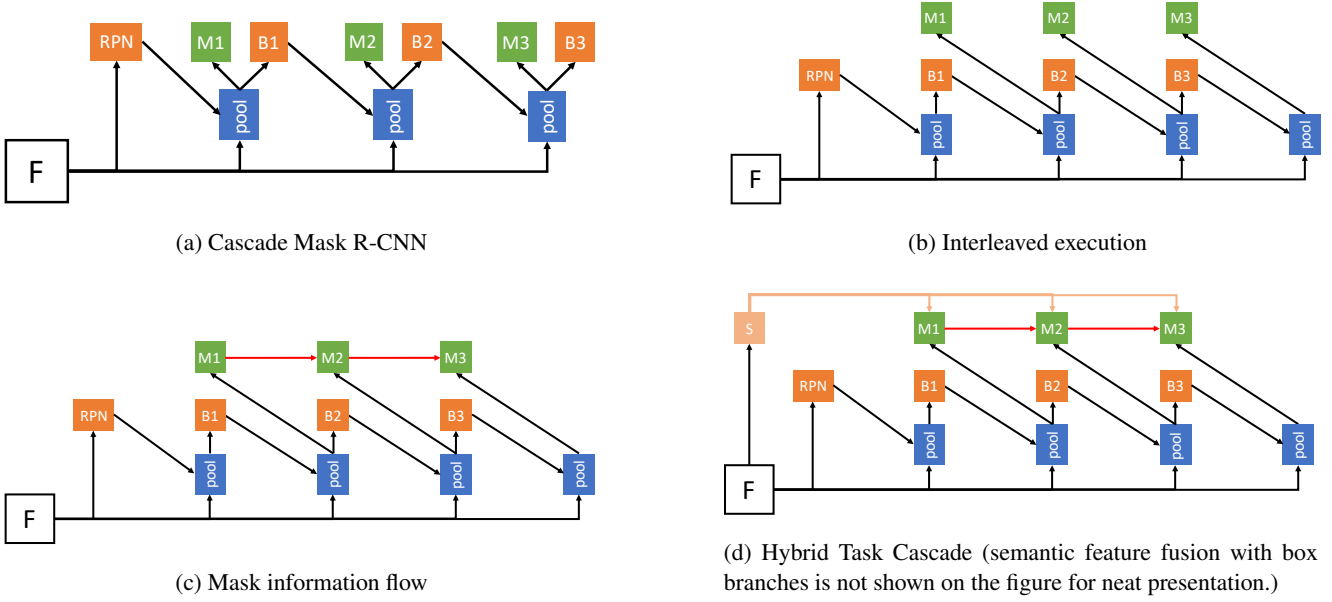 RPN M1 B1 M2 B2 M3 B3
pool pool pool
F
(a) Cascade Mask R-CNN
M1 M2 M3
RPN B1 B2 B3
pool pool pool pool
F
(b) Interleaved execution
M1 M2 M3
RPN B1 B2 B3
pool pool pool pool
F
(c) Mask information flow
S M1 M2 M3
RPN B1 B2 B3
pool pool pool pool
F
(d) Hybrid Task Cascade (semantic feature fusion with box
branches is not shown on the figure for neat presentation.)